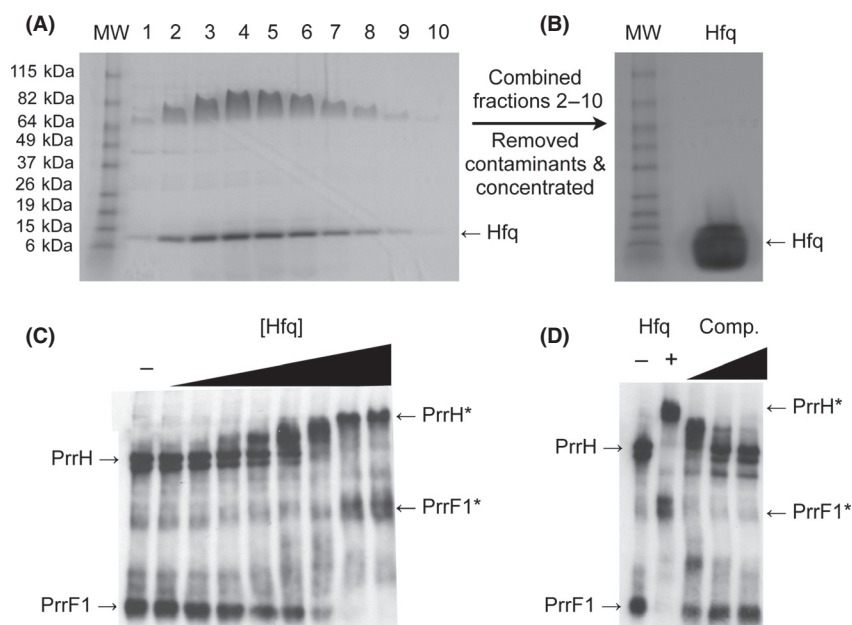 (A)
MW 1 2 3 4 5 6 7 8 9 10
115 kDa
82 kDa
64 kDa
49 kDa
37 kDa
26 kDa
19 kDa
15 kDa
6 kDa
← Hfq
Combined
fractions 2–10
Removed
contaminants &
concentrated
(B)
MW Hfq
← Hfq
(C)
[Hfq]
–
← PrrH*
PrrH →
← PrrF1*
PrrF1 →
(D)
Hfq Comp.
– +
← PrrH*
PrrH →
← PrrF1*
PrrF1 →